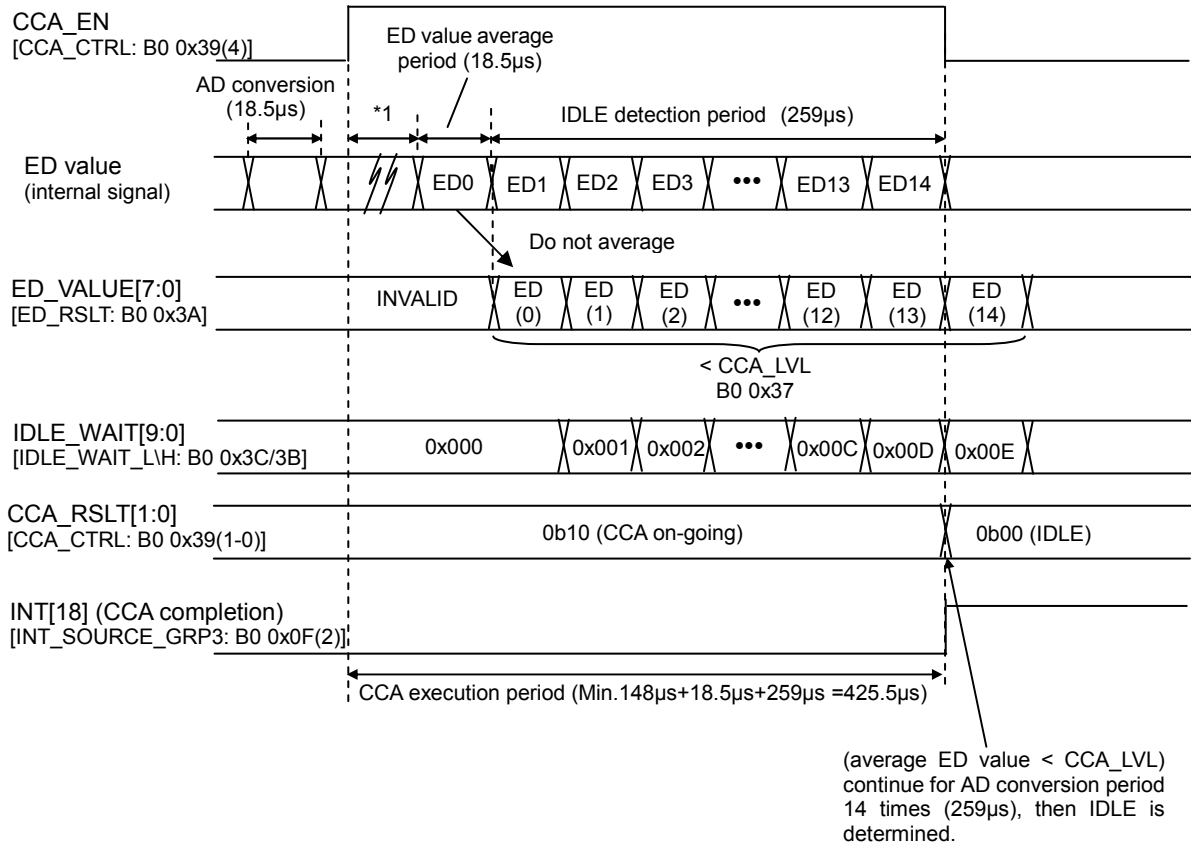 CCA_EN
[CCA_CTRL: B0 0x39(4)]
ED value average
period (18.5µs)
AD conversion
(18.5µs)
*1
IDLE detection period (259µs)
ED value
(internal signal)
ED0 ED1 ED2 ED3 ••• ED13 ED14
Do not average
ED_VALUE[7:0]
[ED_RSLT: B0 0x3A]
INVALID
ED
(0)
ED
(1)
ED
(2)
•••
ED
(12)
ED
(13)
ED
(14)
< CCA_LVL
B0 0x37
IDLE_WAIT[9:0]
[IDLE_WAIT_L\H: B0 0x3C/3B]
0x000 0x001 0x002 ••• 0x00C 0x00D 0x00E
CCA_RSLT[1:0]
[CCA_CTRL: B0 0x39(1-0)]
0b10 (CCA on-going) 0b00 (IDLE)
INT[18] (CCA completion)
[INT_SOURCE_GRP3: B0 0x0F(2)]
CCA execution period (Min.148µs+18.5µs+259µs =425.5µs)
(average ED value < CCA_LVL)
continue for AD conversion period
14 times (259µs), then IDLE is
determined.